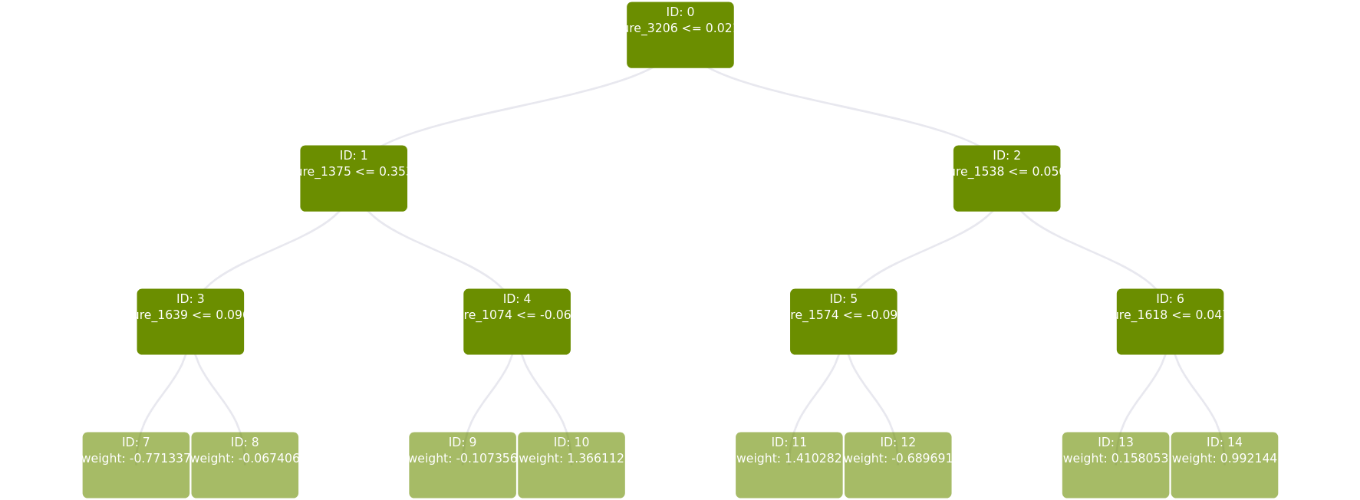 ID: 0
ure_3206 <= 0.02
ID: 1
ure_1375 <= 0.35
ID: 2
ure_1538 <= 0.05
ID: 3
ure_1639 <= 0.09
ID: 4
re_1074 <= -0.06
ID: 5
re_1574 <= -0.09
ID: 6
ure_1618 <= 0.04
ID: 7
weight: -0.771337
ID: 8
weight: -0.067406
ID: 9
weight: -0.107356
ID: 10
weight: 1.366112
ID: 11
weight: 1.410282
ID: 12
weight: -0.689691
ID: 13
weight: 0.158053
ID: 14
weight: 0.992144